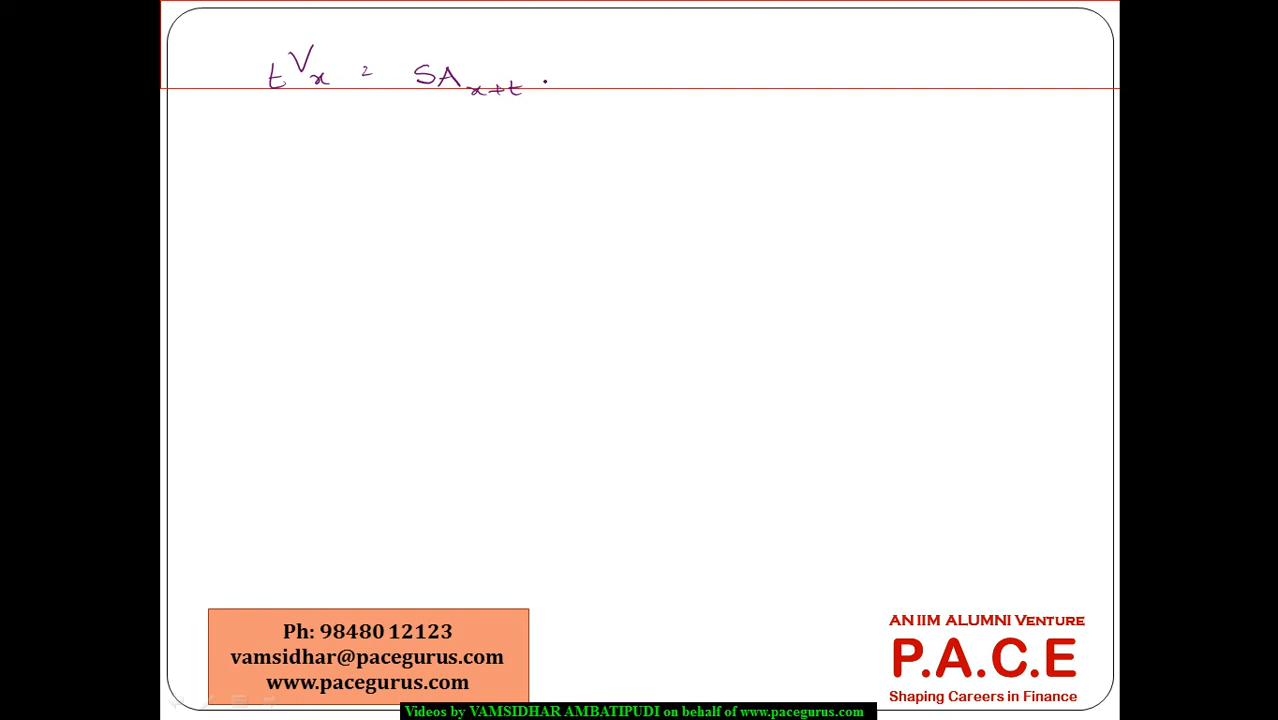 tVx = SAx+t .
Ph: 98480 12123
vamsidhar@pacegurus.com
www.pacegurus.com
AN IIM ALUMNI VENTURE
P.A.C.E
Shaping Careers in Finance
Videos by VAMSIDHAR AMBATIPUDI on behalf of www.pacegurus.com